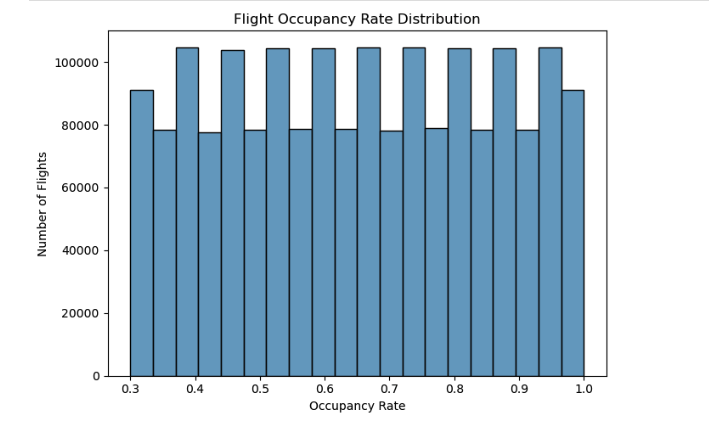 Flight Occupancy Rate Distribution
100000
80000
60000
40000
20000
0
Number of Flights
0.3 0.4 0.5 0.6 0.7 0.8 0.9 1.0
Occupancy Rate